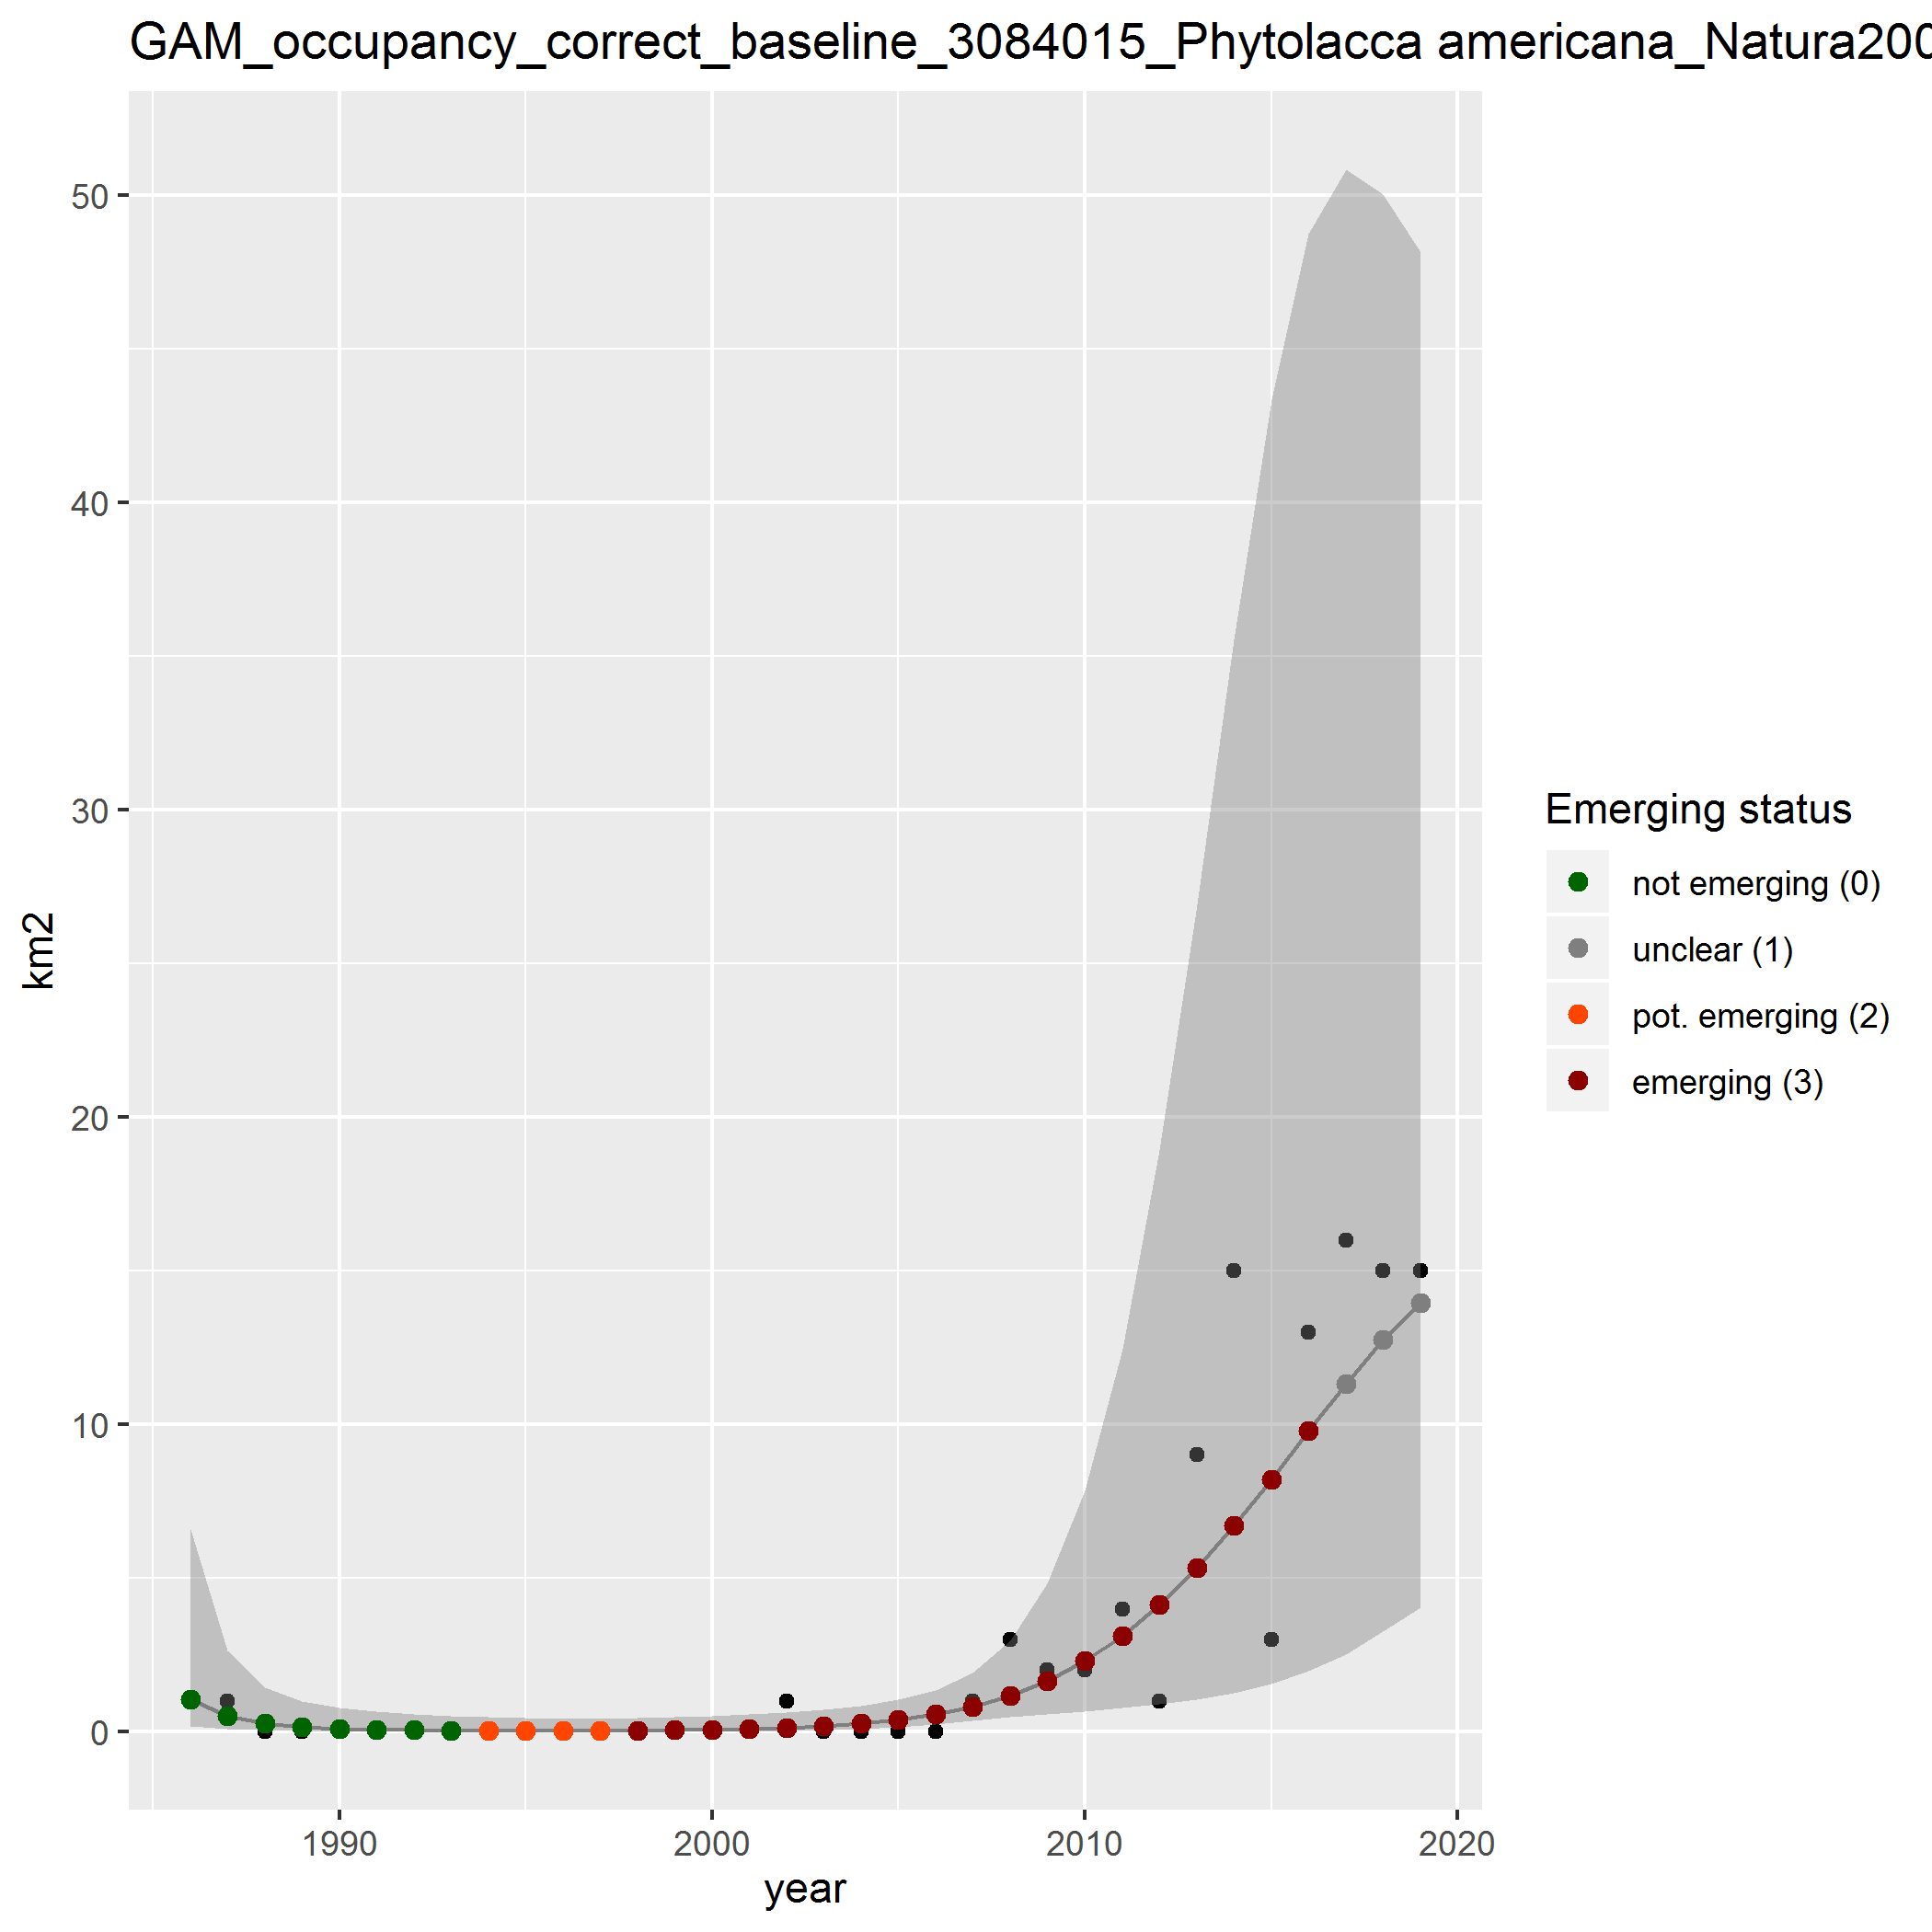 GAM_occupancy_correct_baseline_3084015_Phytolacca americana_Natura200
50
40
30
20
10
0
km2
1990 2000 2010 2020
year
Emerging status
not emerging (0)
unclear (1)
pot. emerging (2)
emerging (3)